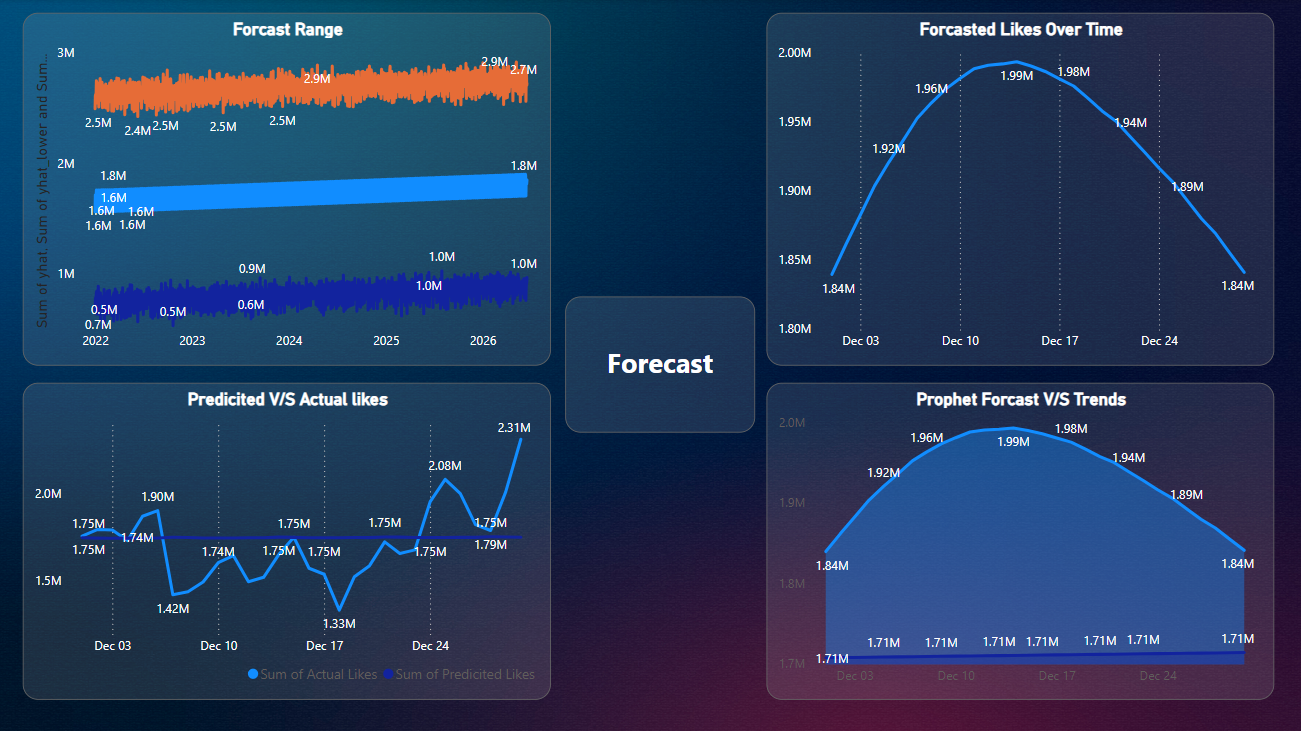 Forcast Range
Sum of yhat, Sum of yhat_lower and Sum...
3M
2M
1M
2.9M
2.9M
2.7M
2.5M
2.4M
2.5M
2.5M
2.5M
1.8M
1.8M
1.6M
1.6M
1.6M
1.6M
1.6M
0.9M
1.0M
1.0M
1.0M
0.5M
0.5M
0.6M
0.7M
2022 2023 2024 2025 2026
Forcasted Likes Over Time
2.00M
1.95M
1.90M
1.85M
1.80M
1.84M
1.92M
1.96M
1.99M
1.98M
1.94M
1.89M
1.84M
Dec 03 Dec 10 Dec 17 Dec 24
Forecast
Predicited V/S Actual likes
2.0M
1.5M
2.31M
2.08M
1.90M
1.75M
1.75M
1.75M
1.75M
1.74M
1.74M
1.75M
1.75M
1.75M
1.75M
1.79M
1.42M
1.33M
Dec 03 Dec 10 Dec 17 Dec 24
Sum of Actual Likes Sum of Predicited Likes
Prophet Forcast V/S Trends
2.0M
1.9M
1.8M
1.7M
1.84M
1.92M
1.96M
1.99M
1.98M
1.94M
1.89M
1.84M
1.71M
1.71M
1.71M
1.71M
1.71M
1.71M
1.71M
1.71M
Dec 03 Dec 10 Dec 17 Dec 24